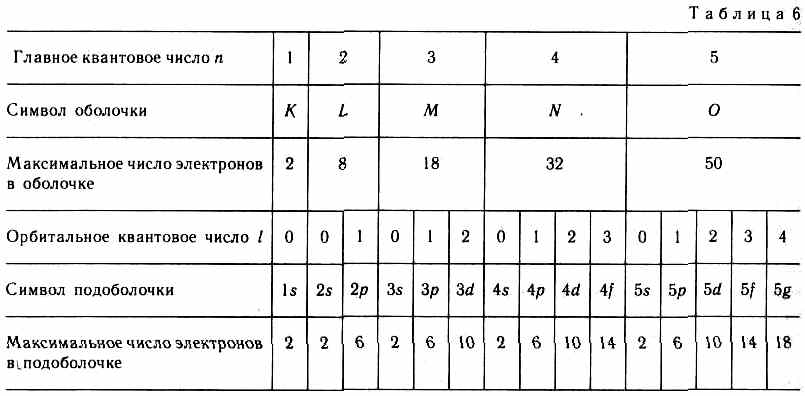 Таблица 6
Главное квантовое число n 1 2 3 4 5
Символ оболочки K L M N O
Максимальное число электронов
в оболочке 2 8 18 32 50
Орбитальное квантовое число l 0 0 1 0 1 2 0 1 2 3 0 1 2 3 4
Символ подоболочки 1s 2s 2p 3s 3p 3d 4s 4p 4d 4f 5s 5p 5d 5f 5g
Максимальное число электронов
в подоболочке 2 2 6 2 6 10 2 6 10 14 2 6 10 14 18